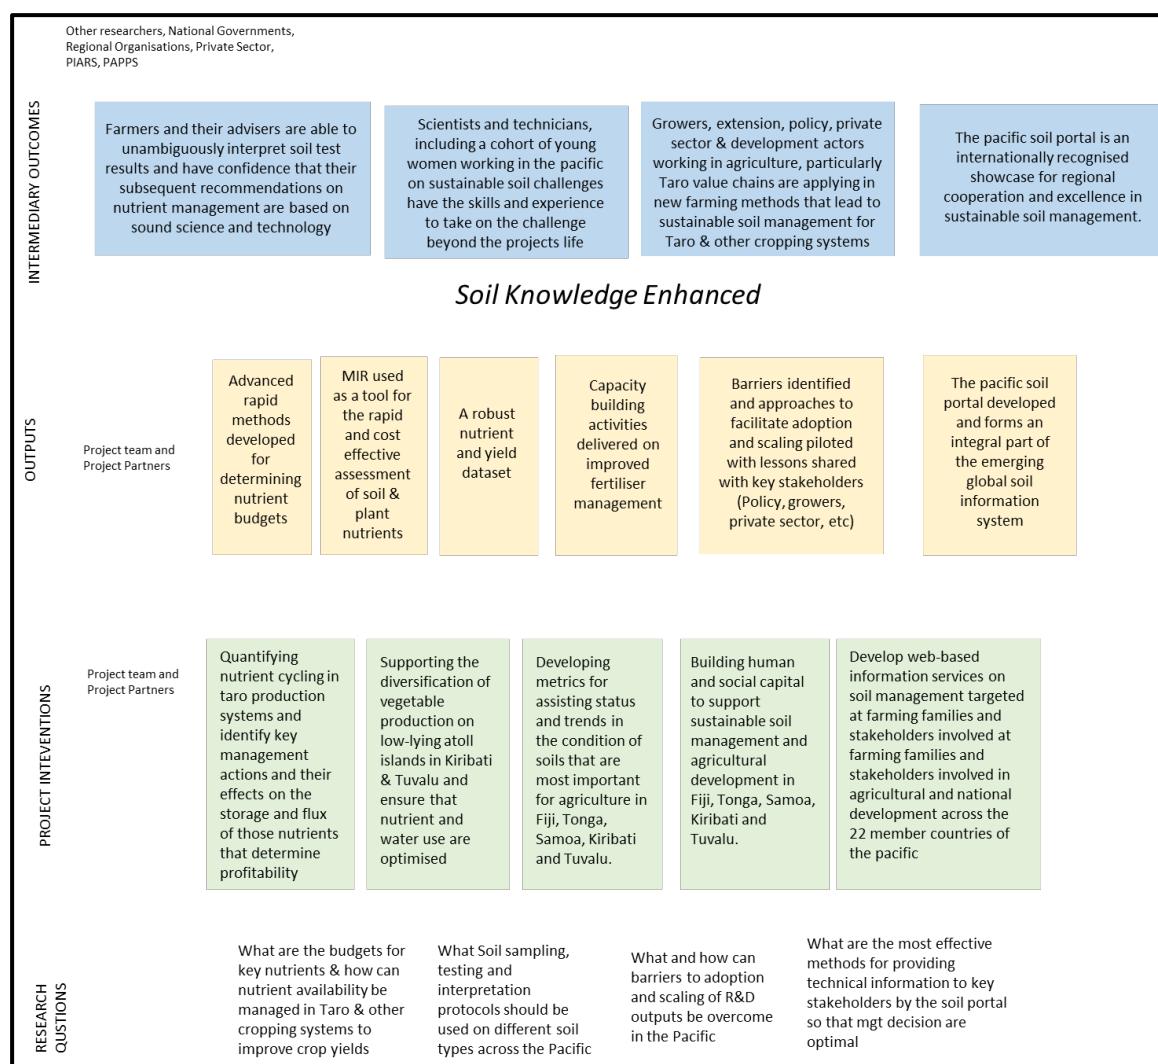 Other researchers, National Governments,
Regional Organisations, Private Sector,
PIARS, PAPPS
INTERMEDIARY OUTCOMES
Farmers and their advisers are able to
unambiguously interpret soil test
results and have confidence that their
subsequent recommendations on
nutrient management are based on
sound science and technology
Scientists and technicians,
including a cohort of young
women working in the pacific
on sustainable soil challenges
have the skills and experience
to take on the challenge
beyond the projects life
Growers, extension, policy, private
sector & development actors
working in agriculture, particularly
Taro value chains are applying in
new farming methods that lead to
sustainable soil management for
Taro & other cropping systems
The pacific soil portal is an
internationally recognised
showcase for regional
cooperation and excellence in
sustainable soil management.
Soil Knowledge Enhanced
OUTPUTS
Project team and
Project Partners
Advanced
rapid
methods
developed
for
determining
nutrient
budgets
MIR used
as a tool for
the rapid
and cost
effective
assessment
of soil &
plant
nutrients
A robust
nutrient
and yield
dataset
Capacity
building
activities
delivered on
improved
fertiliser
management
Barriers identified
and approaches to
facilitate adoption
and scaling piloted
with lessons shared
with key stakeholders
(Policy, growers,
private sector, etc)
The pacific soil
portal developed
and forms an
integral part of
the emerging
global soil
information
system
PROJECT INTEVENTIONS
Project team and
Project Partners
Quantifying
nutrient cycling in
taro production
systems and
identify key
management
actions and their
effects on the
storage and flux
of those nutrients
that determine
profitability
Supporting the
diversification of
vegetable
production on
low-lying atoll
islands in Kiribati
& Tuvalu and
ensure that
nutrient and
water use are
optimised
Developing
metrics for
assisting status
and trends in
the condition of
soils that are
most important
for agriculture in
Fiji, Tonga,
Samoa, Kiribati
and Tuvalu.
Building human
and social capital
to support
sustainable soil
management and
agricultural
development in
Fiji, Tonga, Samoa,
Kiribati and
Tuvalu.
Develop web-based
information services on
soil management targeted
at farming families and
stakeholders involved at
farming families and
stakeholders involved in
agricultural and national
development across the
22 member countries of
the pacific
RESEARCH
QUSTIONS
What are the budgets for
key nutrients & how can
nutrient availability be
managed in Taro & other
cropping systems to
improve crop yields
What Soil sampling,
testing and
interpretation
protocols should be
used on different soil
types across the Pacific
What and how can
barriers to adoption
and scaling of R&D
outputs be overcome
in the Pacific
What are the most effective
methods for providing
technical information to key
stakeholders by the soil portal
so that mgt decision are
optimal